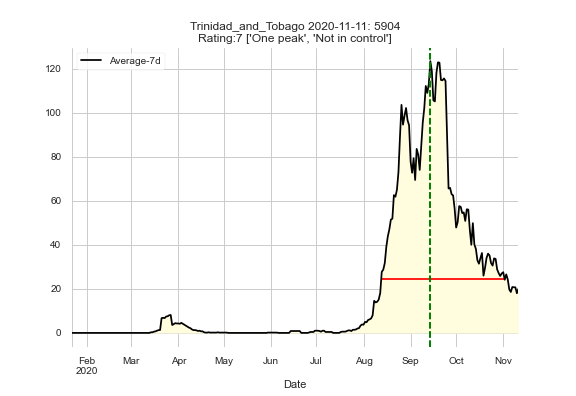 Trinidad_and_Tobago 2020-11-11: 5904
Rating:7 ['One peak', 'Not in control']
Average-7d
120
100
80
60
40
20
0
Feb Mar Apr May Jun Jul Aug Sep Oct Nov
2020
Date